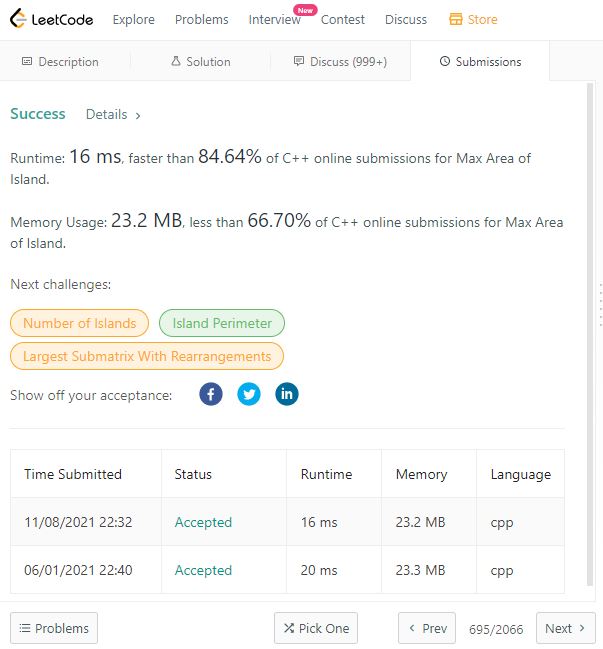 LeetCode Explore Problems Interview New Contest Discuss Store
Description Solution Discuss (999+) Submissions
Success Details >
Runtime: 16 ms, faster than 84.64% of C++ online submissions for Max Area of
Island.
Memory Usage: 23.2 MB, less than 66.70% of C++ online submissions for Max Area
of Island.
Next challenges:
Number of Islands Island Perimeter
Largest Submatrix With Rearrangements
Show off your acceptance: f in
Time Submitted Status Runtime Memory Language
11/08/2021 22:32 Accepted 16 ms 23.2 MB cpp
06/01/2021 22:40 Accepted 20 ms 23.3 MB cpp
Problems Pick One < Prev 695/2066 Next >